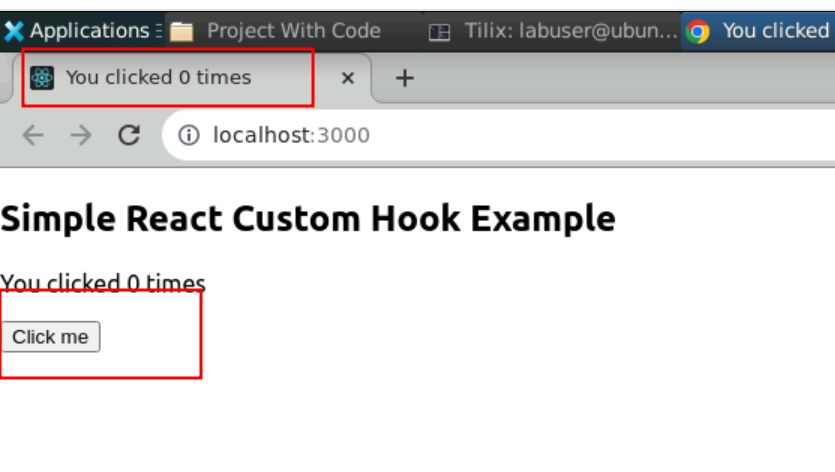 Applications Project With Code Tilix: labuser@ubun... You clicked
You clicked 0 times
localhost:3000
Simple React Custom Hook Example
You clicked 0 times
Click me